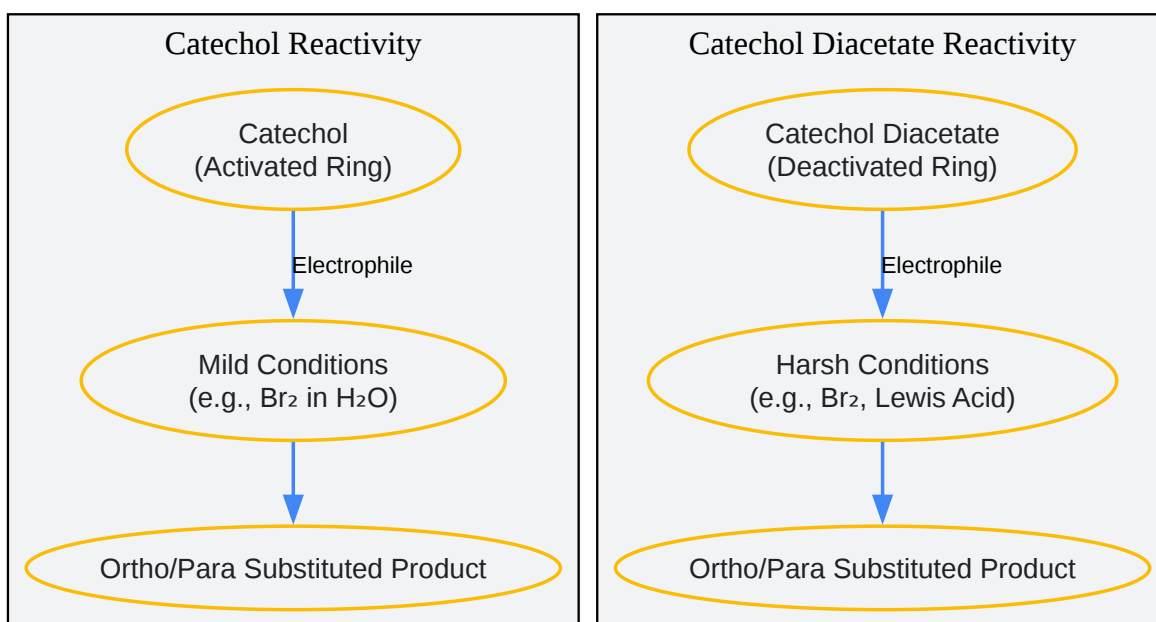 Catechol Reactivity
Catechol
(Activated Ring)
Electrophile
Mild Conditions
(e.g., Br₂ in H₂O)
Ortho/Para Substituted Product
Catechol Diacetate Reactivity
Catechol Diacetate
(Deactivated Ring)
Electrophile
Harsh Conditions
(e.g., Br₂, Lewis Acid)
Ortho/Para Substituted Product